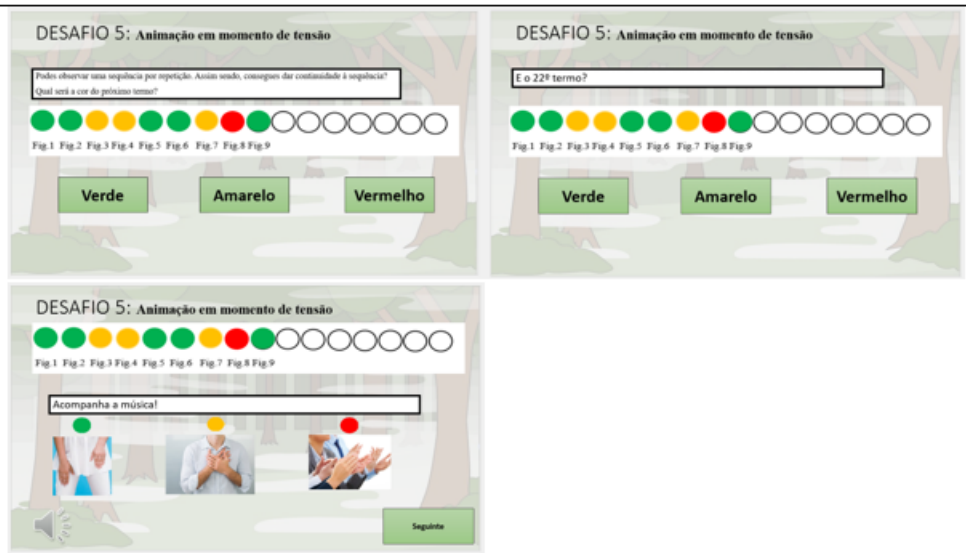 DESAFIO 5: Animação em momento de tensão
Podes observar uma sequência por repetição. Assim sendo, consegues dar continuidade à sequência?
Qual será a cor do próximo termo?
Fig.1 Fig.2 Fig.3 Fig.4 Fig.5 Fig.6 Fig.7 Fig.8 Fig.9
Verde Amarelo Vermelho
DESAFIO 5: Animação em momento de tensão
E o 22º termo?
Fig.1 Fig.2 Fig.3 Fig.4 Fig.5 Fig.6 Fig.7 Fig.8 Fig.9
Verde Amarelo Vermelho
DESAFIO 5: Animação em momento de tensão
Fig.1 Fig.2 Fig.3 Fig.4 Fig.5 Fig.6 Fig.7 Fig.8 Fig.9
Acompanha a música!
Seguinte